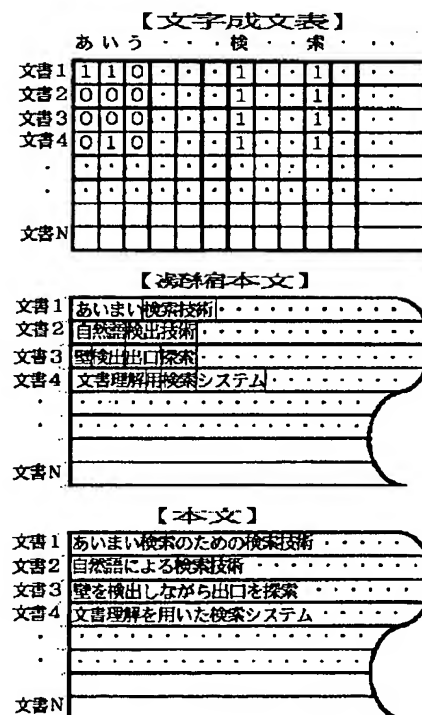 【文字成文表】
あ い う ・ ・ ・ 検 ・ ・ 索 ・ ・ ・
文書1 1 1 0 ・ ・ ・ 1 ・ ・ 1 ・ ・ ・
文書2 0 0 0 ・ ・ ・ 1 ・ ・ 1 ・ ・ ・
文書3 0 0 0 ・ ・ ・ 1 ・ ・ 1 ・ ・ ・
文書4 0 1 0 ・ ・ ・ 1 ・ ・ 1 ・ ・ ・
・ ・ ・ ・ ・ ・ ・ ・ ・ ・ ・ ・ ・ ・
・ ・ ・ ・ ・ ・ ・ ・ ・ ・ ・ ・ ・ ・
文書N
【凝縮本文】
文書1 あいまい検索技術 ・ ・ ・ ・ ・ ・ ・ ・
文書2 自然語検出技術 ・ ・ ・ ・ ・ ・ ・ ・
文書3 壁検出出口探索 ・ ・ ・ ・ ・ ・ ・ ・
文書4 文書理解用検索システム ・ ・ ・ ・ ・ ・
・ ・ ・ ・ ・ ・ ・ ・ ・ ・ ・ ・ ・ ・
・ ・ ・ ・ ・ ・ ・ ・ ・ ・ ・ ・ ・ ・
文書N
【本文】
文書1 あいまい検索のための検索技術 ・ ・ ・ ・
文書2 自然語による検索技術 ・ ・ ・ ・ ・ ・
文書3 壁を検出しながら出口を探索 ・ ・ ・ ・ ・
文書4 文書理解を用いた検索システム ・ ・ ・ ・
・ ・ ・ ・ ・ ・ ・ ・ ・ ・ ・ ・ ・ ・
・ ・ ・ ・ ・ ・ ・ ・ ・ ・ ・ ・ ・ ・
文書N